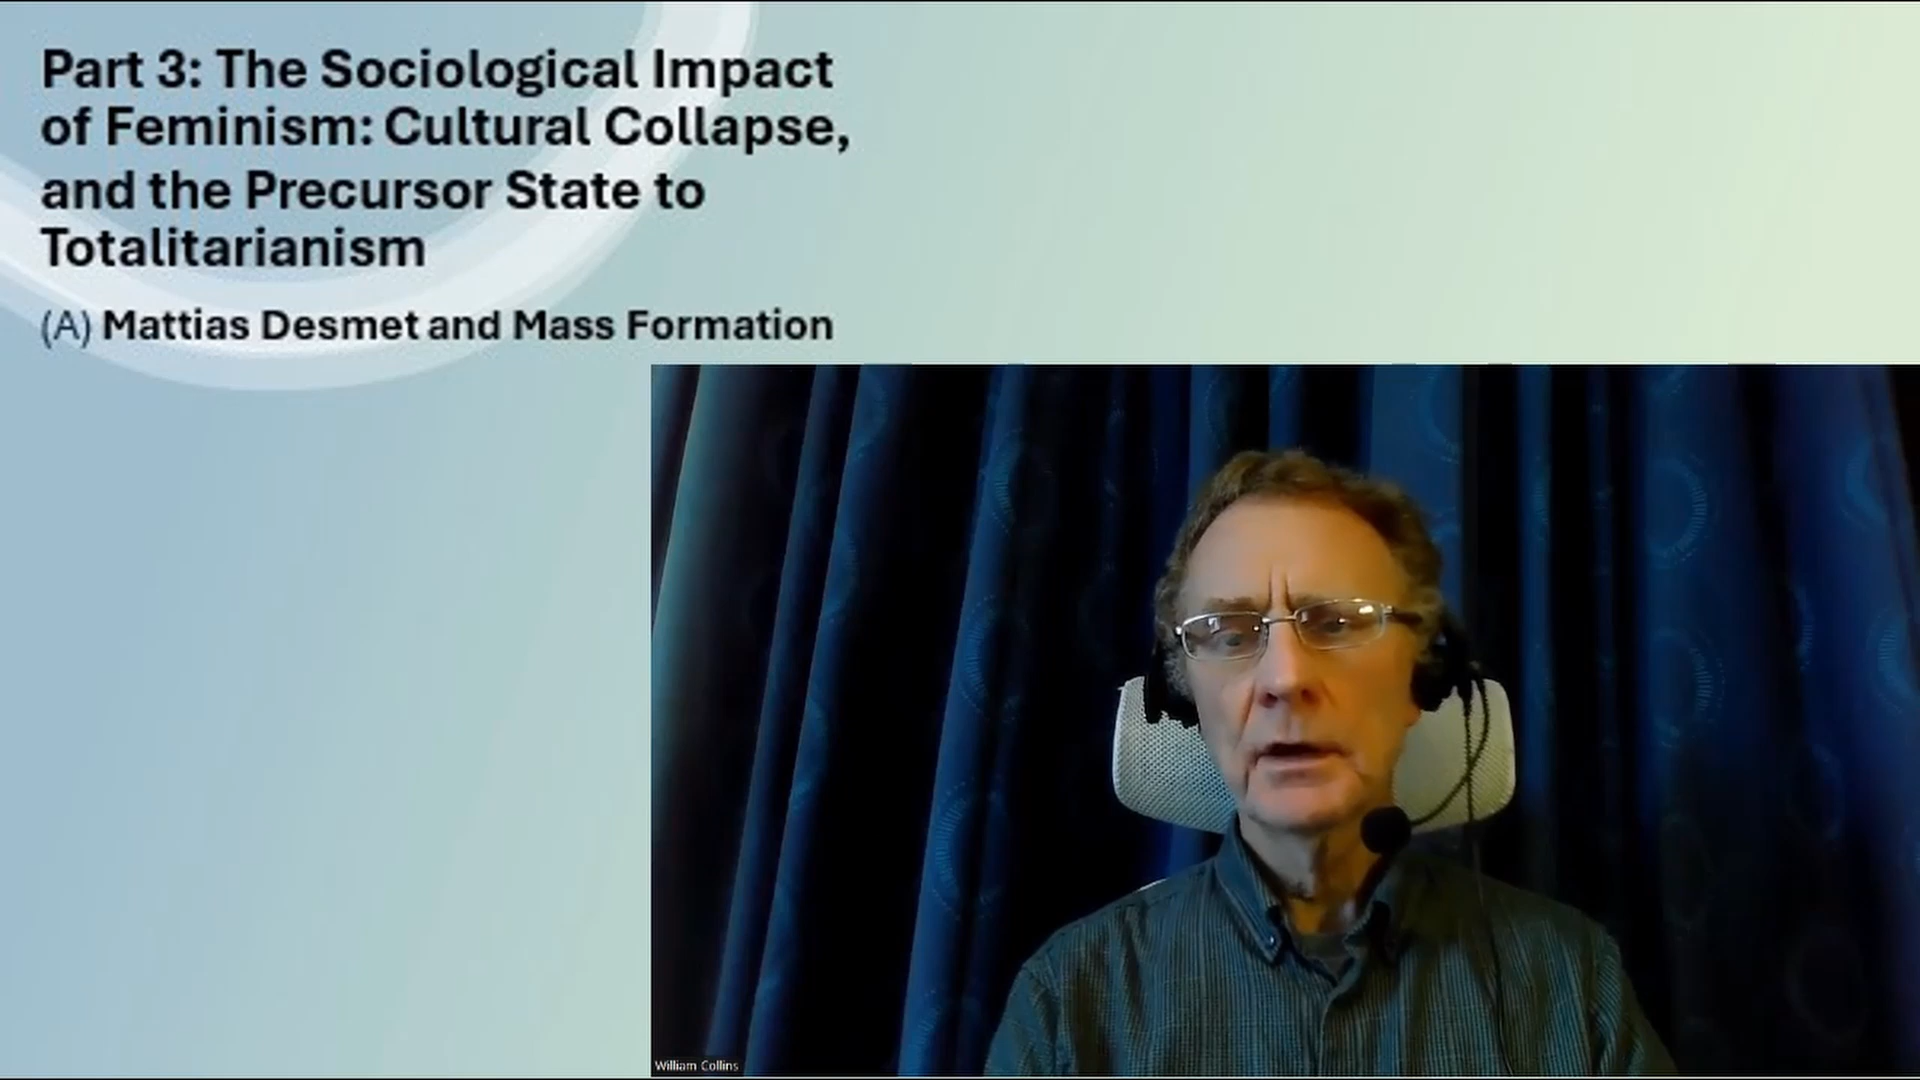 Part 3: The Sociological Impact
of Feminism: Cultural Collapse,
and the Precursor State to
Totalitarianism
(A) Mattias Desmet and Mass Formation
William Collins